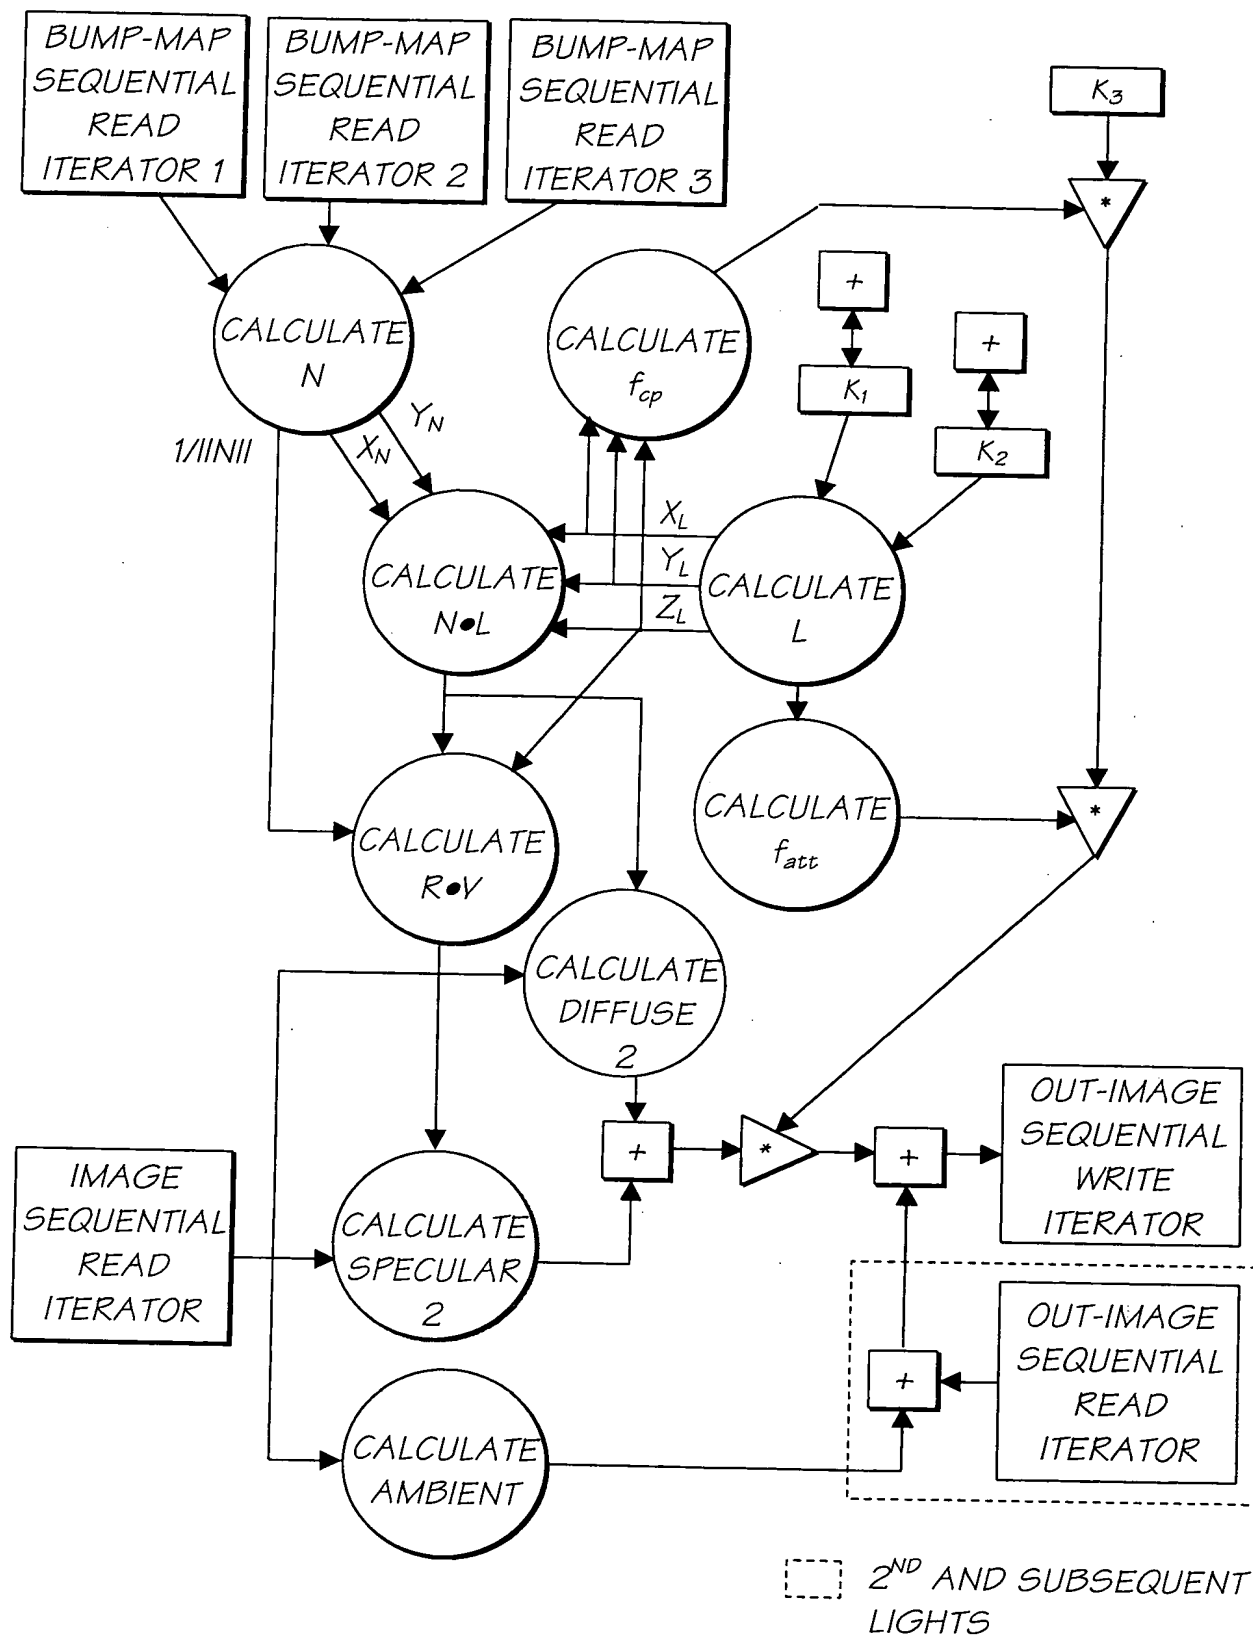 BUMP-MAP
SEQUENTIAL
READ
ITERATOR 1
BUMP-MAP
SEQUENTIAL
READ
ITERATOR 2
BUMP-MAP
SEQUENTIAL
READ
ITERATOR 3
K3
*
CALCULATE
N
CALCULATE
fcp
+
+
K1
K2
1/||N||
XN
YN
CALCULATE
N•L
XL
YL
ZL
CALCULATE
L
CALCULATE
R•V
CALCULATE
fatt
*
CALCULATE
DIFFUSE
2
IMAGE
SEQUENTIAL
READ
ITERATOR
CALCULATE
SPECULAR
2
+
*
+
OUT-IMAGE
SEQUENTIAL
WRITE
ITERATOR
CALCULATE
AMBIENT
+
OUT-IMAGE
SEQUENTIAL
READ
ITERATOR
2ND AND SUBSEQUENT
LIGHTS